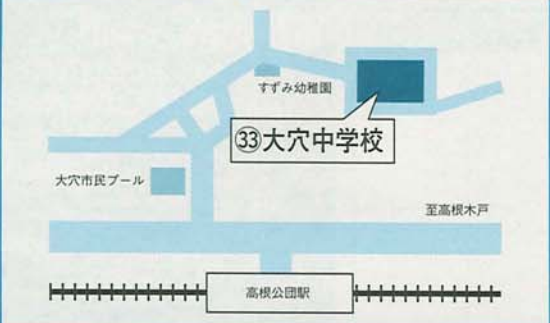 すずみ幼稚園
㉝大穴中学校
大穴市民プール
至高根木戸
高根公団駅